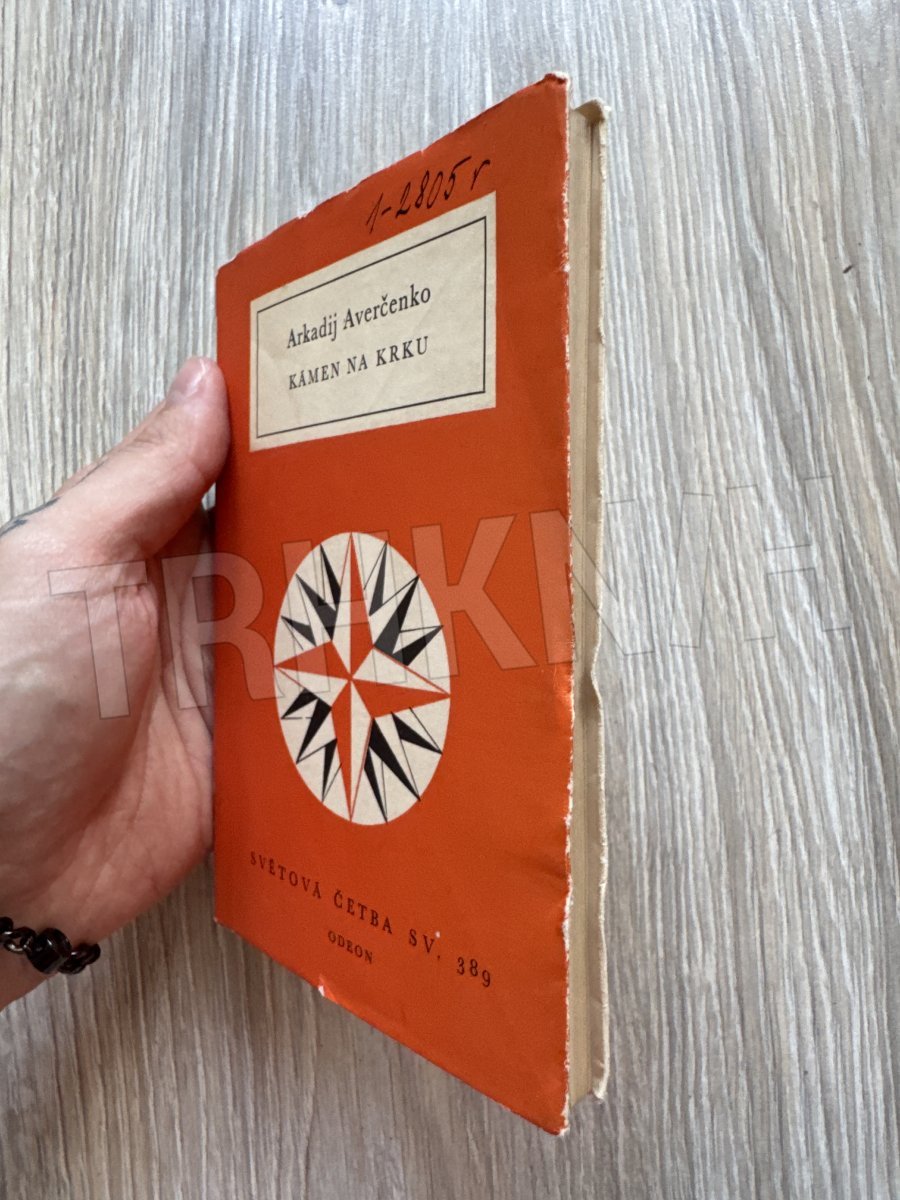 1-2805 r
Arkadij Averčenko
KÁMEN NA KRKU
SVĚTOVÁ ČETBA SV. 389
ODEON